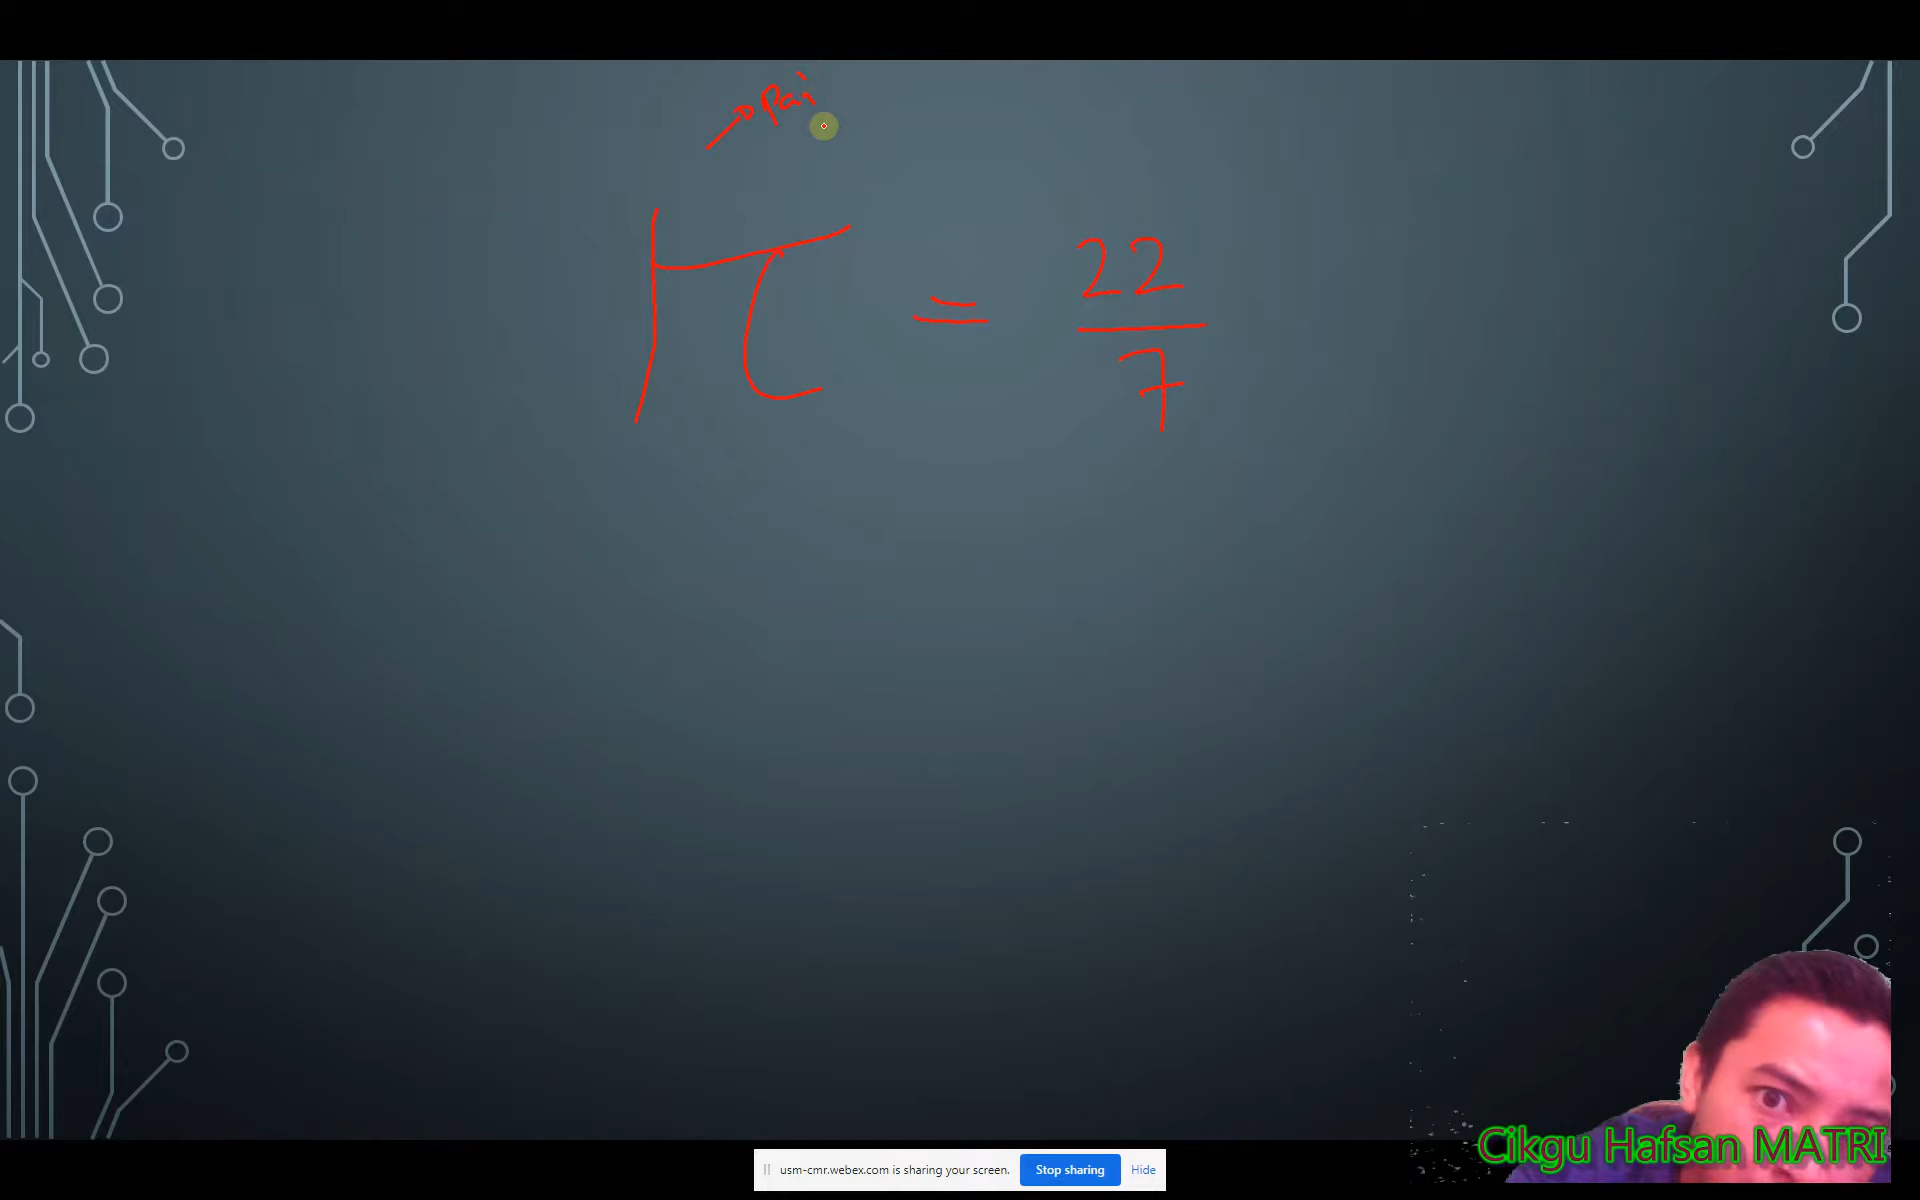 Pai
π = 22/7
Cikgu Hafsan MATRI
usm-cmr.webex.com is sharing your screen. Stop sharing Hide